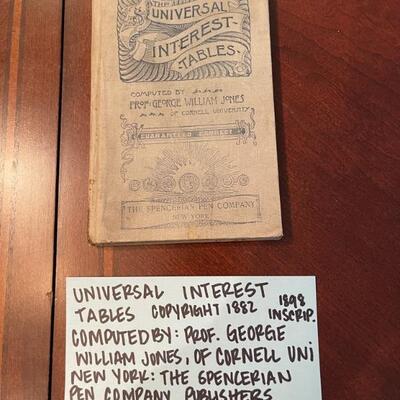 THE
UNIVERSAL
INTEREST
TABLES
COMPUTED BY
PROF. GEORGE WILLIAM JONES
OF CORNELL UNIVERSITY
GUARANTEED CORRECT
THE SPENCERIAN PEN COMPANY
NEW YORK
UNIVERSAL INTEREST
TABLES COPYRIGHT 1882 1898 INSCRIP.
COMPUTED BY: PROF. GEORGE
WILLIAM JONES, OF CORNELL UNI
NEW YORK: THE SPENCERIAN
PEN COMPANY PUBLISHERS